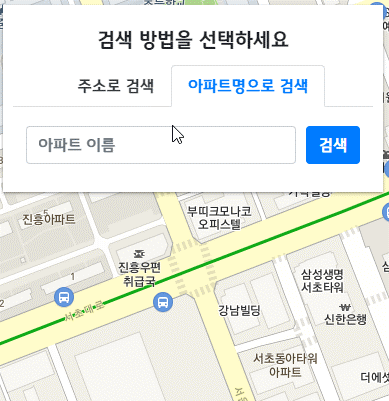 검색 방법을 선택하세요
주소로 검색
아파트명으로 검색
아파트 이름
검색
진흥아파트
부띠크모나코
오피스텔
진흥우편
취급국
1
2
서초대로
강남빌딩
삼성생명
서초타워
신한은행
서초동아타워
아파트
더에셋